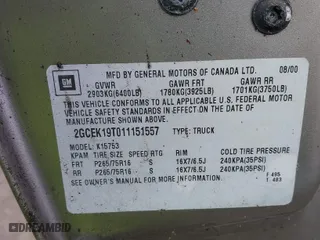 MFD BY GENERAL MOTORS OF CANADA LTD. 08/00
GM
GVWR GAWR FRT GAWR RR
2903KG(6400LB) 1780KG(3925LB) 1701KG(3750LB)
THIS VEHICLE CONFORMS TO ALL APPLICABLE U.S. FEDERAL MOTOR
VEHICLE SAFETY STANDARDS IN EFFECT ON THE DATE OF
MANUFACTURE SHOWN ABOVE.
2GCEK19T011151557 TYPE: TRUCK
MODEL: K15753
KPAM TIRE SIZE SPEED RTG RIM COLD TIRE PRESSURE
FRT P265/75R16 S 16X7/6.5J 240KPA(35PSI)
RR P265/75R16 S 16X7/6.5J 240KPA(35PSI)
SEE OWNER'S MANUAL FOR ADDITIONAL INFORMATION.